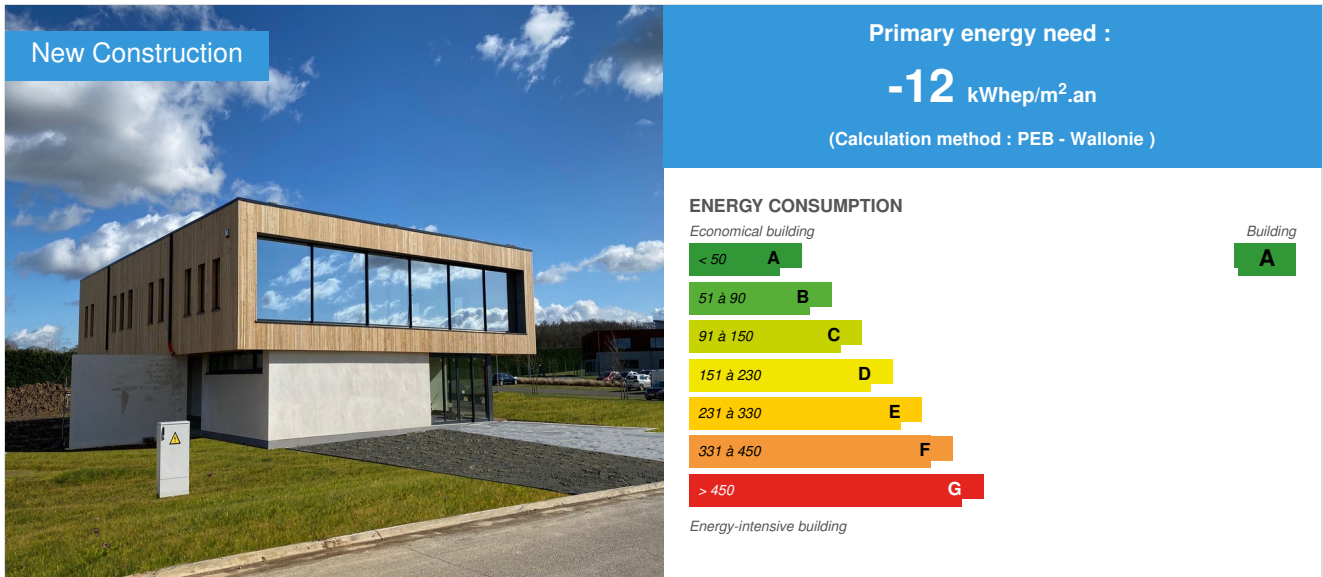 New Construction
Primary energy need :
-12 kWhep/m².an
(Calculation method : PEB - Wallonie )
ENERGY CONSUMPTION
Economical building
Building
< 50 A
A
51 à 90 B
91 à 150 C
151 à 230 D
231 à 330 E
331 à 450 F
> 450 G
Energy-intensive building